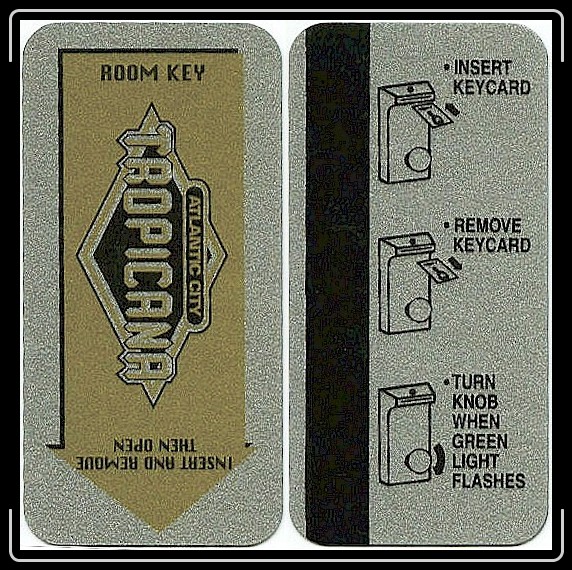 ROOM KEY
TROPICANA
ATLANTIC CITY
INSERT AND REMOVE
THEN OPEN
• INSERT
KEYCARD
• REMOVE
KEYCARD
• TURN
KNOB
WHEN
GREEN
LIGHT
FLASHES